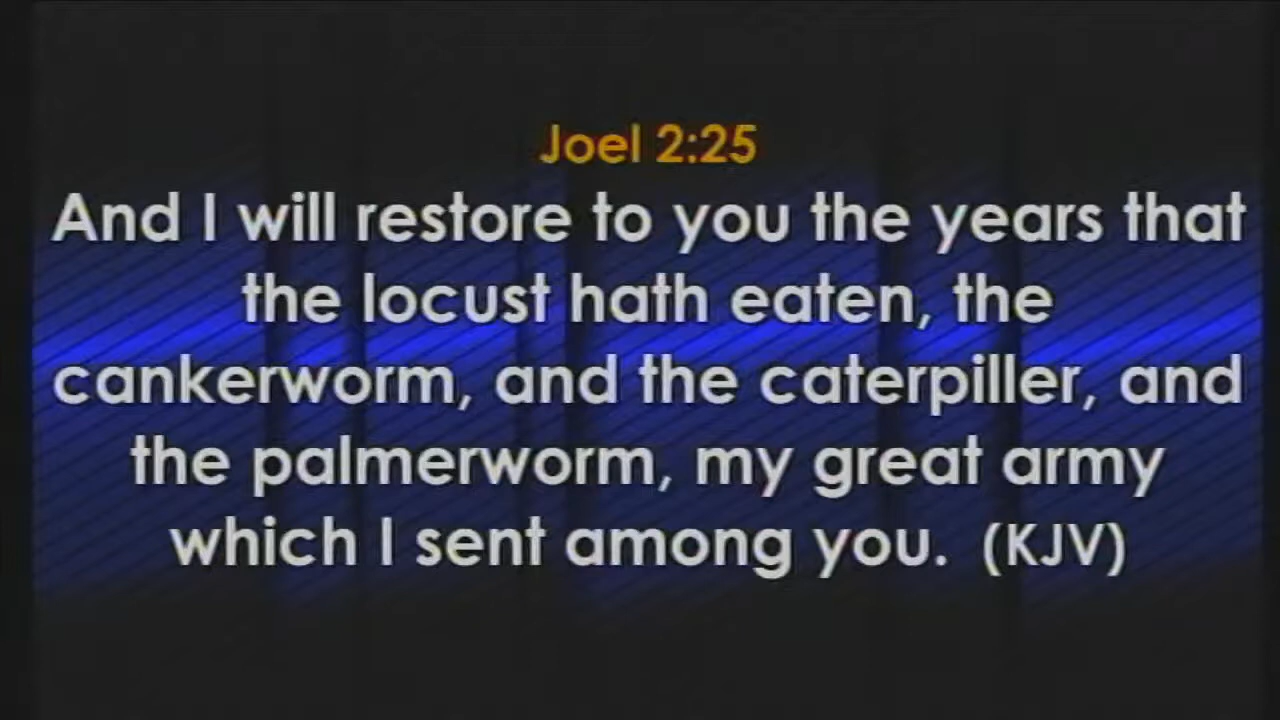 Joel 2:25
And I will restore to you the years that
the locust hath eaten, the
cankerworm, and the caterpiller, and
the palmerworm, my great army
which I sent among you. (KJV)